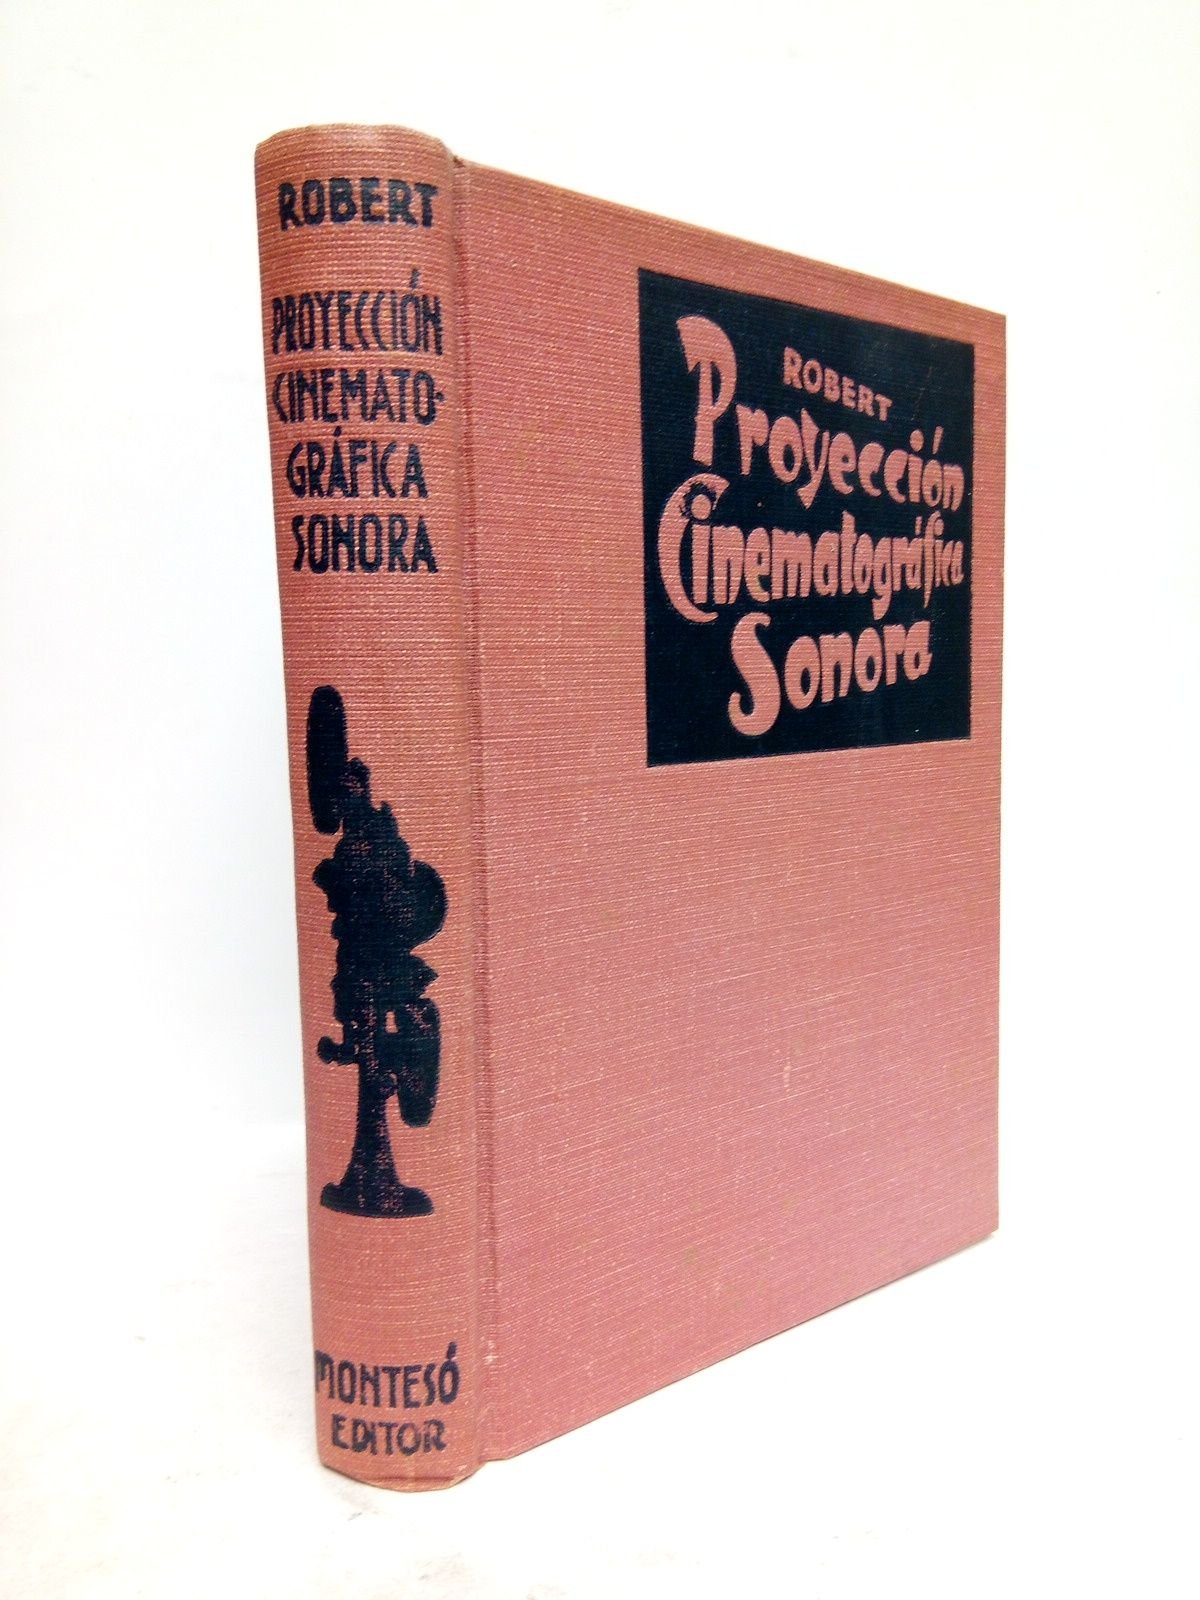 ROBERT
PROYECCIÓN
CINEMATO-
GRÁFICA
SONORA
MONTESÓ
EDITOR
ROBERT
Proyección
Cinematográfica
Sonora